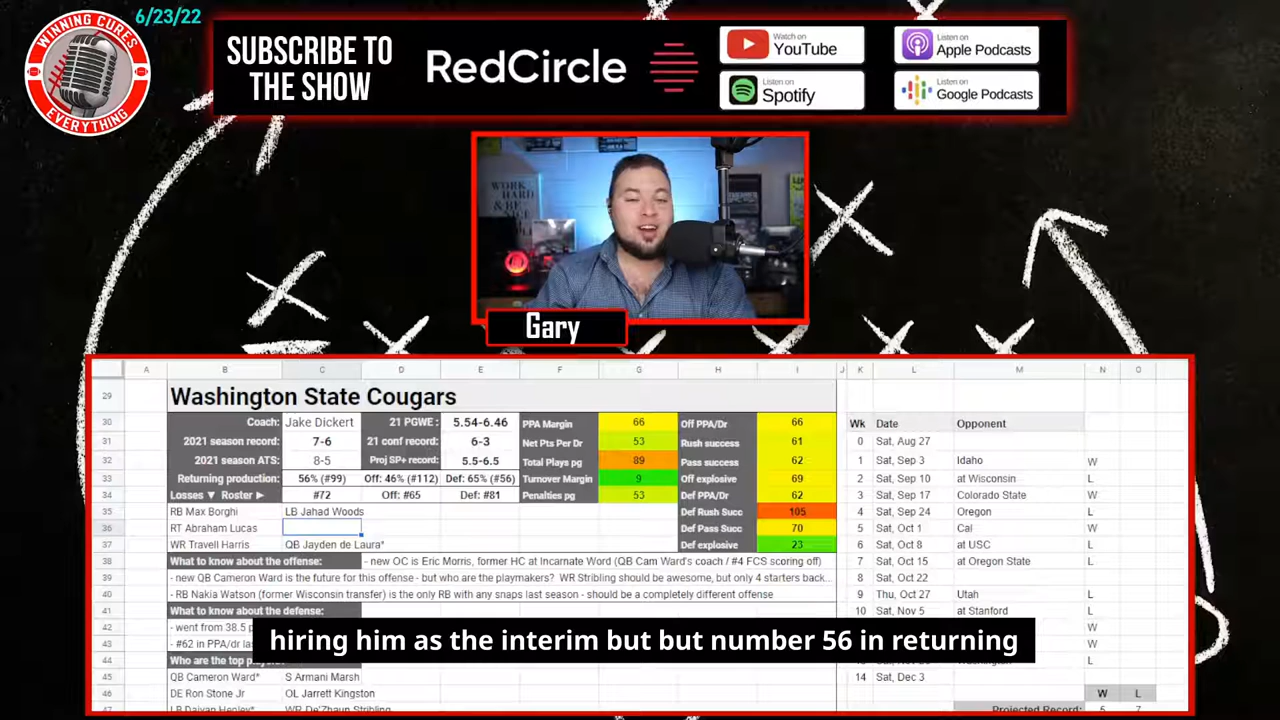 6/23/22
WINNING CURES
EVERYTHING
SUBSCRIBE TO
THE SHOW
RedCircle
Watch on
YouTube
Listen on
Spotify
Listen on
Apple Podcasts
Listen on
Google Podcasts
WORK
HARD &
Gary
A B C D E F G H I J K L M N O
29 Washington State Cougars
30 Coach: Jake Dickert 21 PGWE : 5.54-6.46 PPA Margin 66 Off PPA/Dr 66 Wk Date Opponent
31 2021 season record: 7-6 21 conf record: 6-3 Net Pts Per Dr 53 Rush success 61 0 Sat, Aug 27
32 2021 season ATS: 8-5 Proj SP+ record: 5.5-6.5 Total Plays pg 89 Pass success 62 1 Sat, Sep 3 Idaho W
33 Returning production: 56% (#99) Off: 46% (#112) Def: 65% (#56) Turnover Margin 9 Off explosive 69 2 Sat, Sep 10 at Wisconsin L
34 Losses ▼ Roster ► #72 Off: #65 Def: #81 Penalties pg 53 Def PPA/Dr 62 3 Sat, Sep 17 Colorado State W
35 RB Max Borghi LB Jahad Woods Def Rush Succ 105 4 Sat, Sep 24 Oregon L
36 RT Abraham Lucas Def Pass Succ 70 5 Sat, Oct 1 Cal W
37 WR Travell Harris QB Jayden de Laura* Def explosive 23 6 Sat, Oct 8 at USC L
38 What to know about the offense: - new OC is Eric Morris, former HC at Incarnate Word (QB Cam Ward's coach / #4 FCS scoring off) 7 Sat, Oct 15 at Oregon State L
39 - new QB Cameron Ward is the future for this offense - but who are the playmakers? WR Stribling should be awesome, but only 4 starters back... 8 Sat, Oct 22
40 - RB Nakia Watson (former Wisconsin transfer) is the only RB with any snaps last season - should be a completely different offense 9 Thu, Oct 27 Utah L
41 What to know about the defense: 10 Sat, Nov 5 at Stanford L
42 - went from 38.5 p W
43 - #62 in PPA/dr la W
hiring him as the interim but but number 56 in returning
44 Who are the top L
45 QB Cameron Ward* S Armani Marsh 14 Sat, Dec 3
46 DE Ron Stone Jr OL Jarrett Kingston W L
47 LB Daiyan Henley* WR De'Zhaun Stribling Projected Record: 5 7